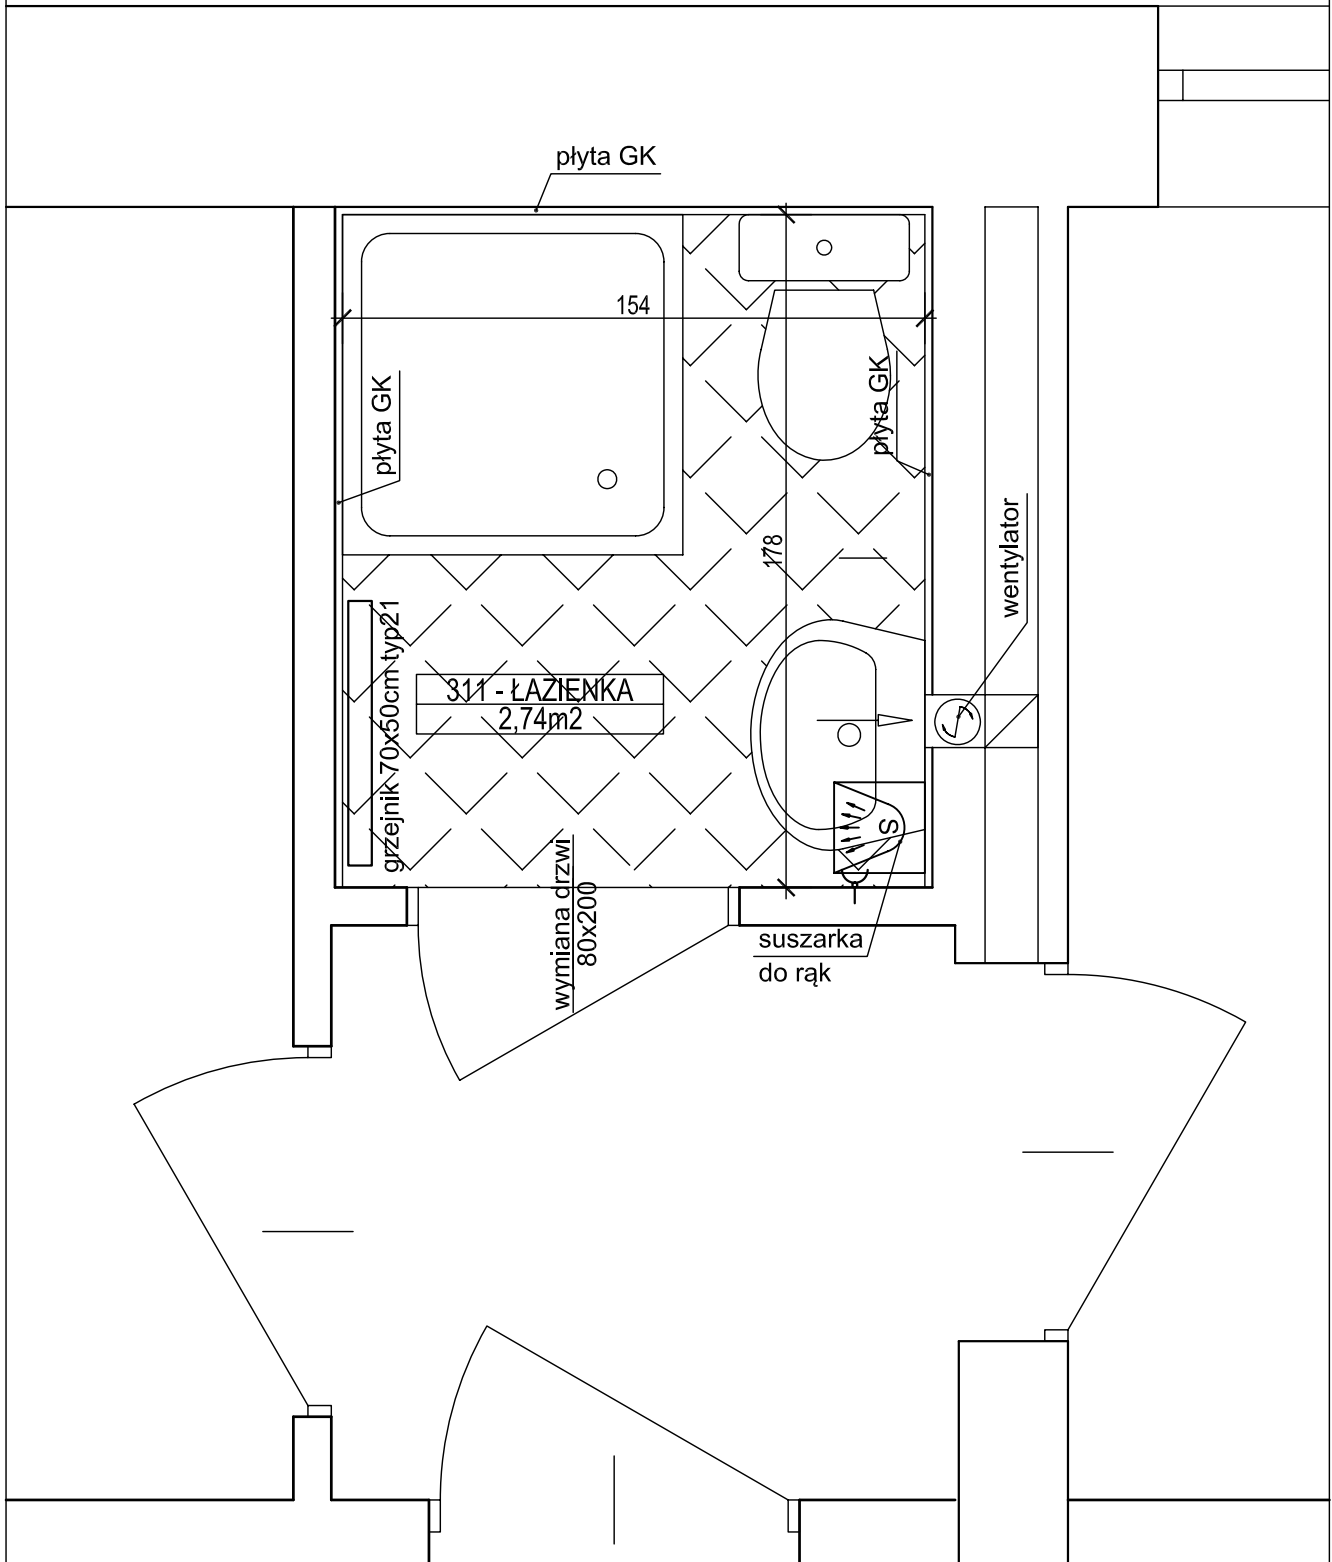 płyta GK
154
płyta GK
płyta GK
178
wentylator
grzejnik 70x50cm typ21
311 - ŁAZIENKA
2,74m2
S
wymiana drzwi
80x200
suszarka
do rąk